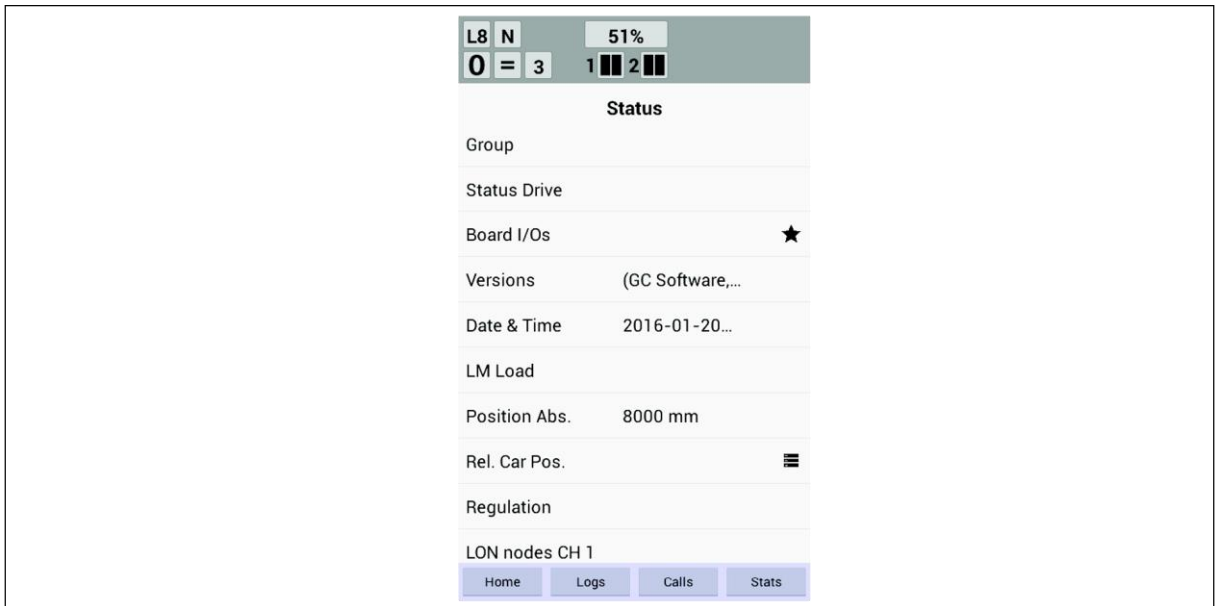 L8 N 51%
0 = 3 1 2
Status
Group
Status Drive
Board I/Os
Versions (GC Software,...
Date & Time 2016-01-20...
LM Load
Position Abs. 8000 mm
Rel. Car Pos.
Regulation
LON nodes CH 1
Home Logs Calls Stats